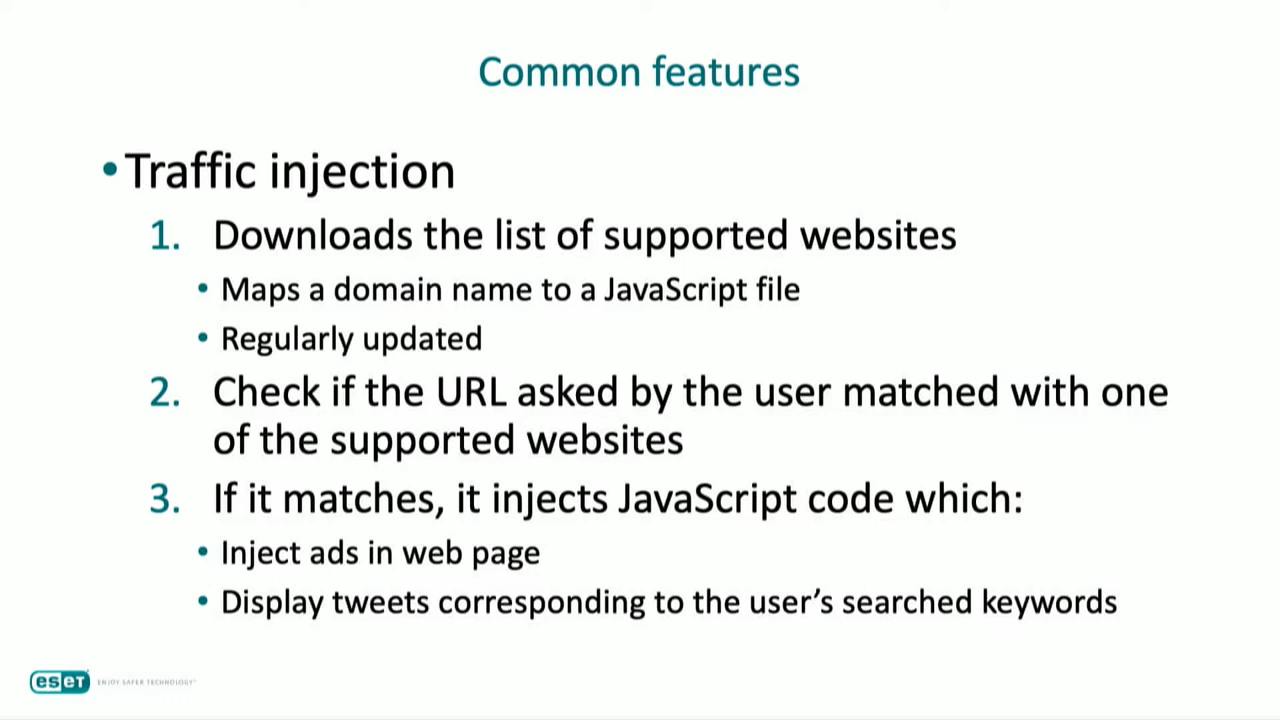 Common features
• Traffic injection
1. Downloads the list of supported websites
• Maps a domain name to a JavaScript file
• Regularly updated
2. Check if the URL asked by the user matched with one
of the supported websites
3. If it matches, it injects JavaScript code which:
• Inject ads in web page
• Display tweets corresponding to the user’s searched keywords
eseT ENJOY SAFER TECHNOLOGY™